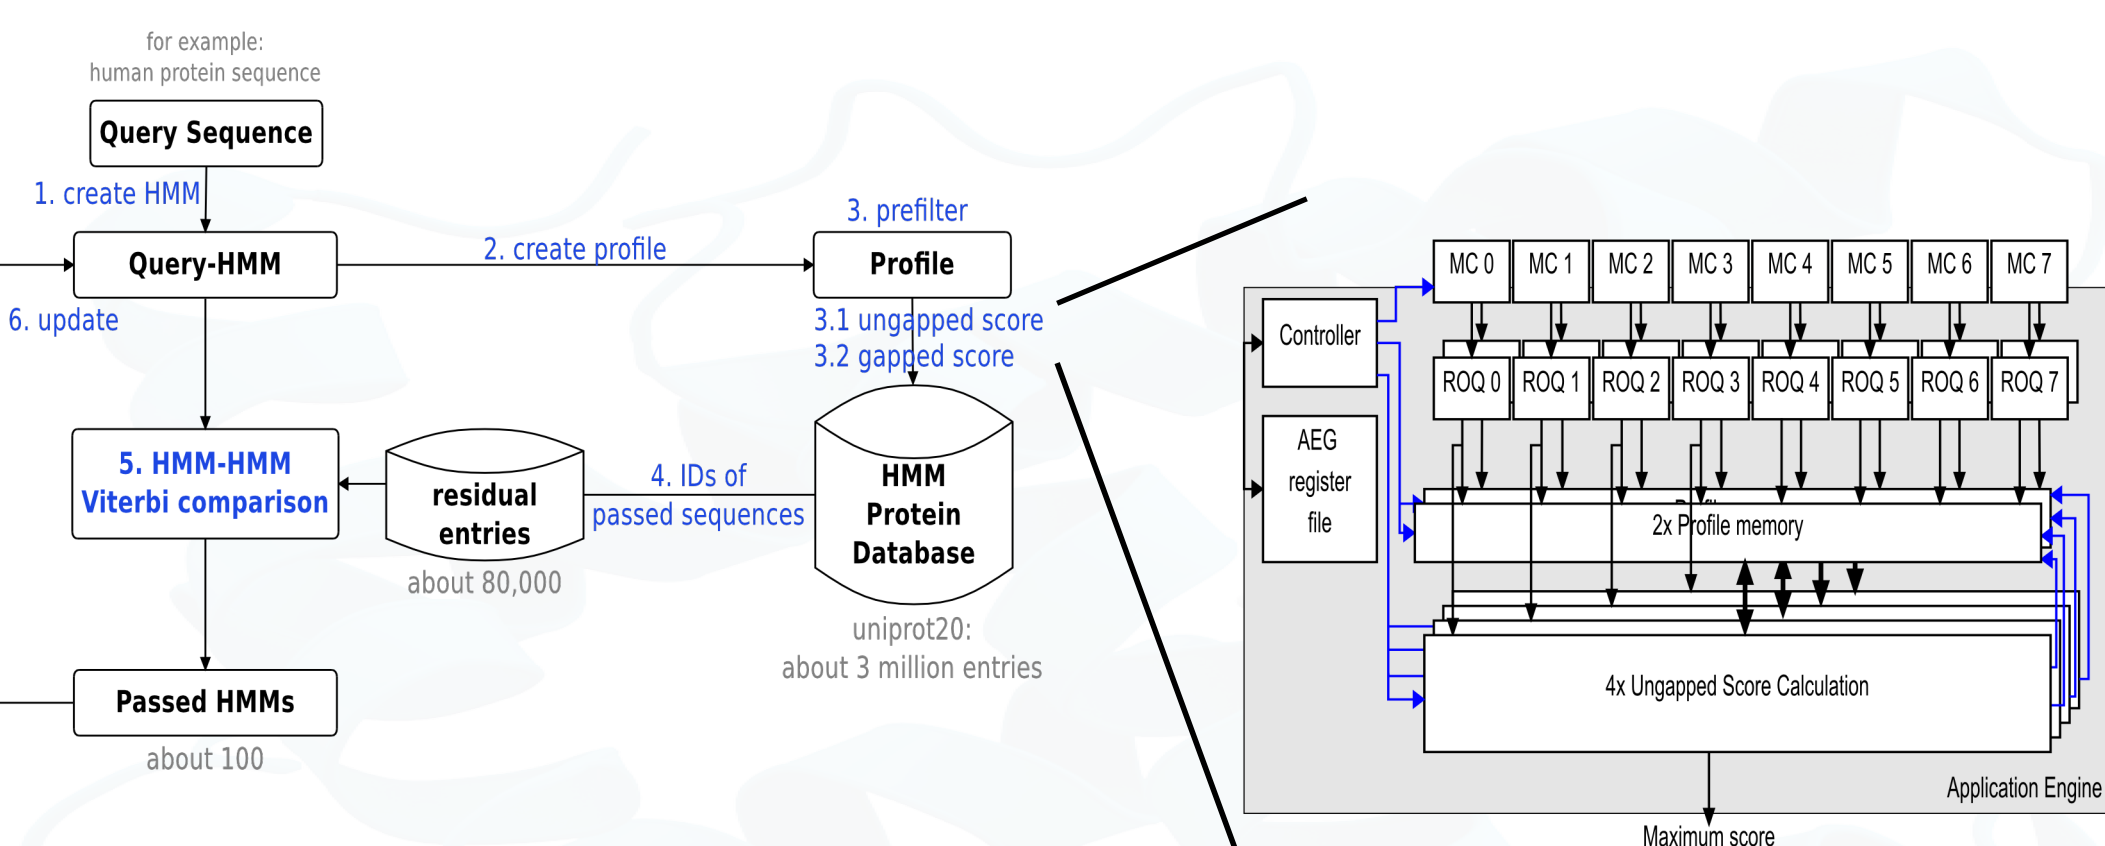 for example:
human protein sequence
Query Sequence
1. create HMM
Query-HMM
2. create profile
3. prefilter
Profile
6. update
3.1 ungapped score
3.2 gapped score
5. HMM-HMM
Viterbi comparison
residual
entries
about 80,000
4. IDs of
passed sequences
HMM
Protein
Database
uniprot20:
about 3 million entries
Passed HMMs
about 100
MC 0
MC 1
MC 2
MC 3
MC 4
MC 5
MC 6
MC 7
Controller
ROQ 0
ROQ 1
ROQ 2
ROQ 3
ROQ 4
ROQ 5
ROQ 6
ROQ 7
AEG
register
file
2x Profile memory
4x Ungapped Score Calculation
Application Engine
Maximum score